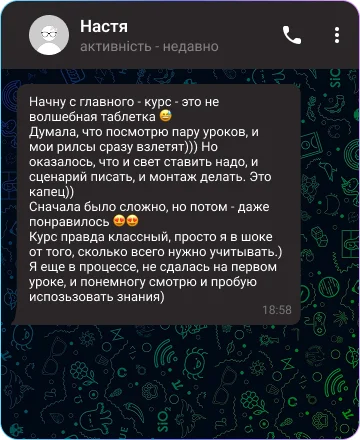 Настя
активність - недавно
Начну с главного - курс - это не
волшебная таблетка 😅
Думала, что посмотрю пару уроков, и
мои рилсы сразу взлетят))) Но
оказалось, что и свет ставить надо, и
сценарий писать, и монтаж делать. Это
капец))
Сначала было сложно, но потом - даже
понравилось 😍😍
Курс правда классный, просто я в шоке
от того, сколько всего нужно учитывать.)
Я еще в процессе, не сдалась на первом
уроке, и понемногу смотрю и пробую
испозьзовать знания)
18:58